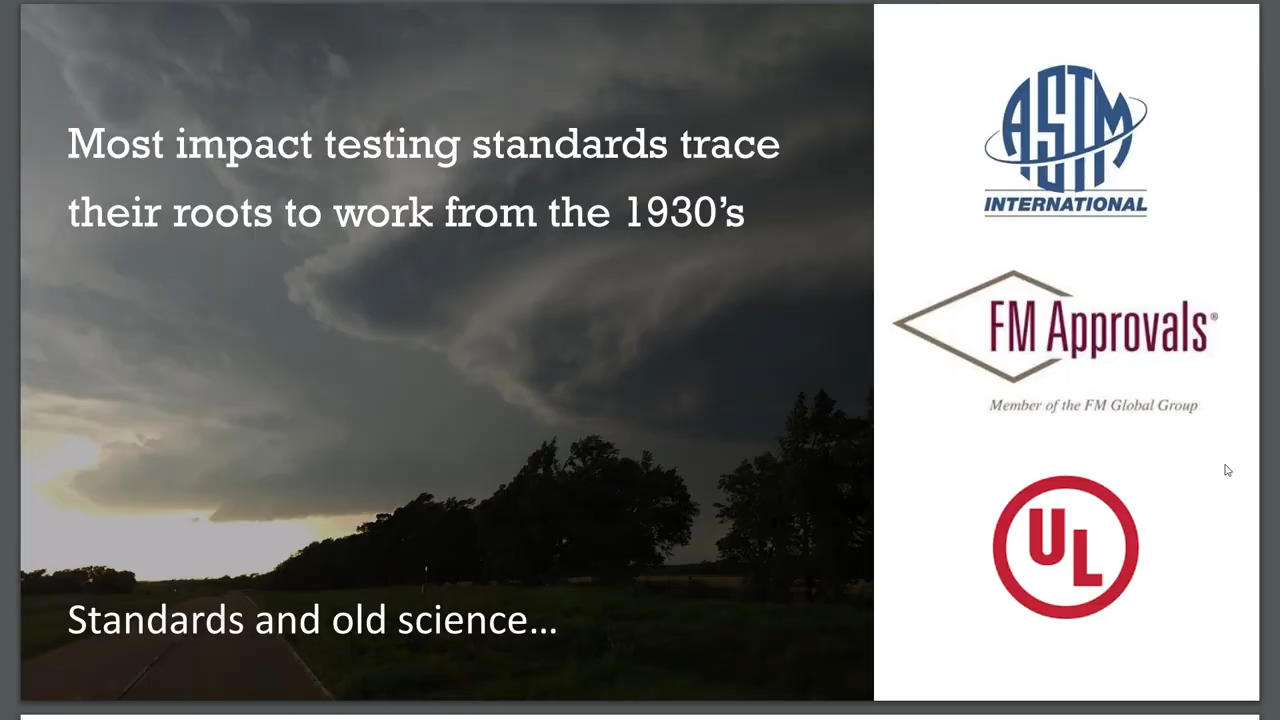 Most impact testing standards trace
their roots to work from the 1930’s
Standards and old science…
ASTM
INTERNATIONAL
FM Approvals®
Member of the FM Global Group
UL